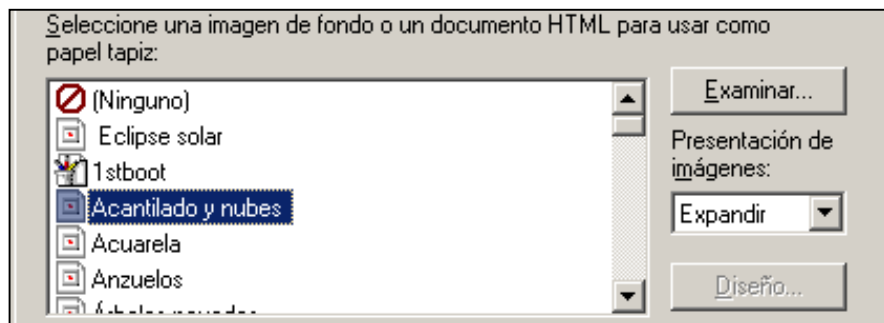 Seleccione una imagen de fondo o un documento HTML para usar como
papel tapiz:
(Ninguno)
Eclipse solar
1stboot
Acantilado y nubes
Acuarela
Anzuelos
Examinar...
Presentación de
imágenes:
Expandir
Diseño...